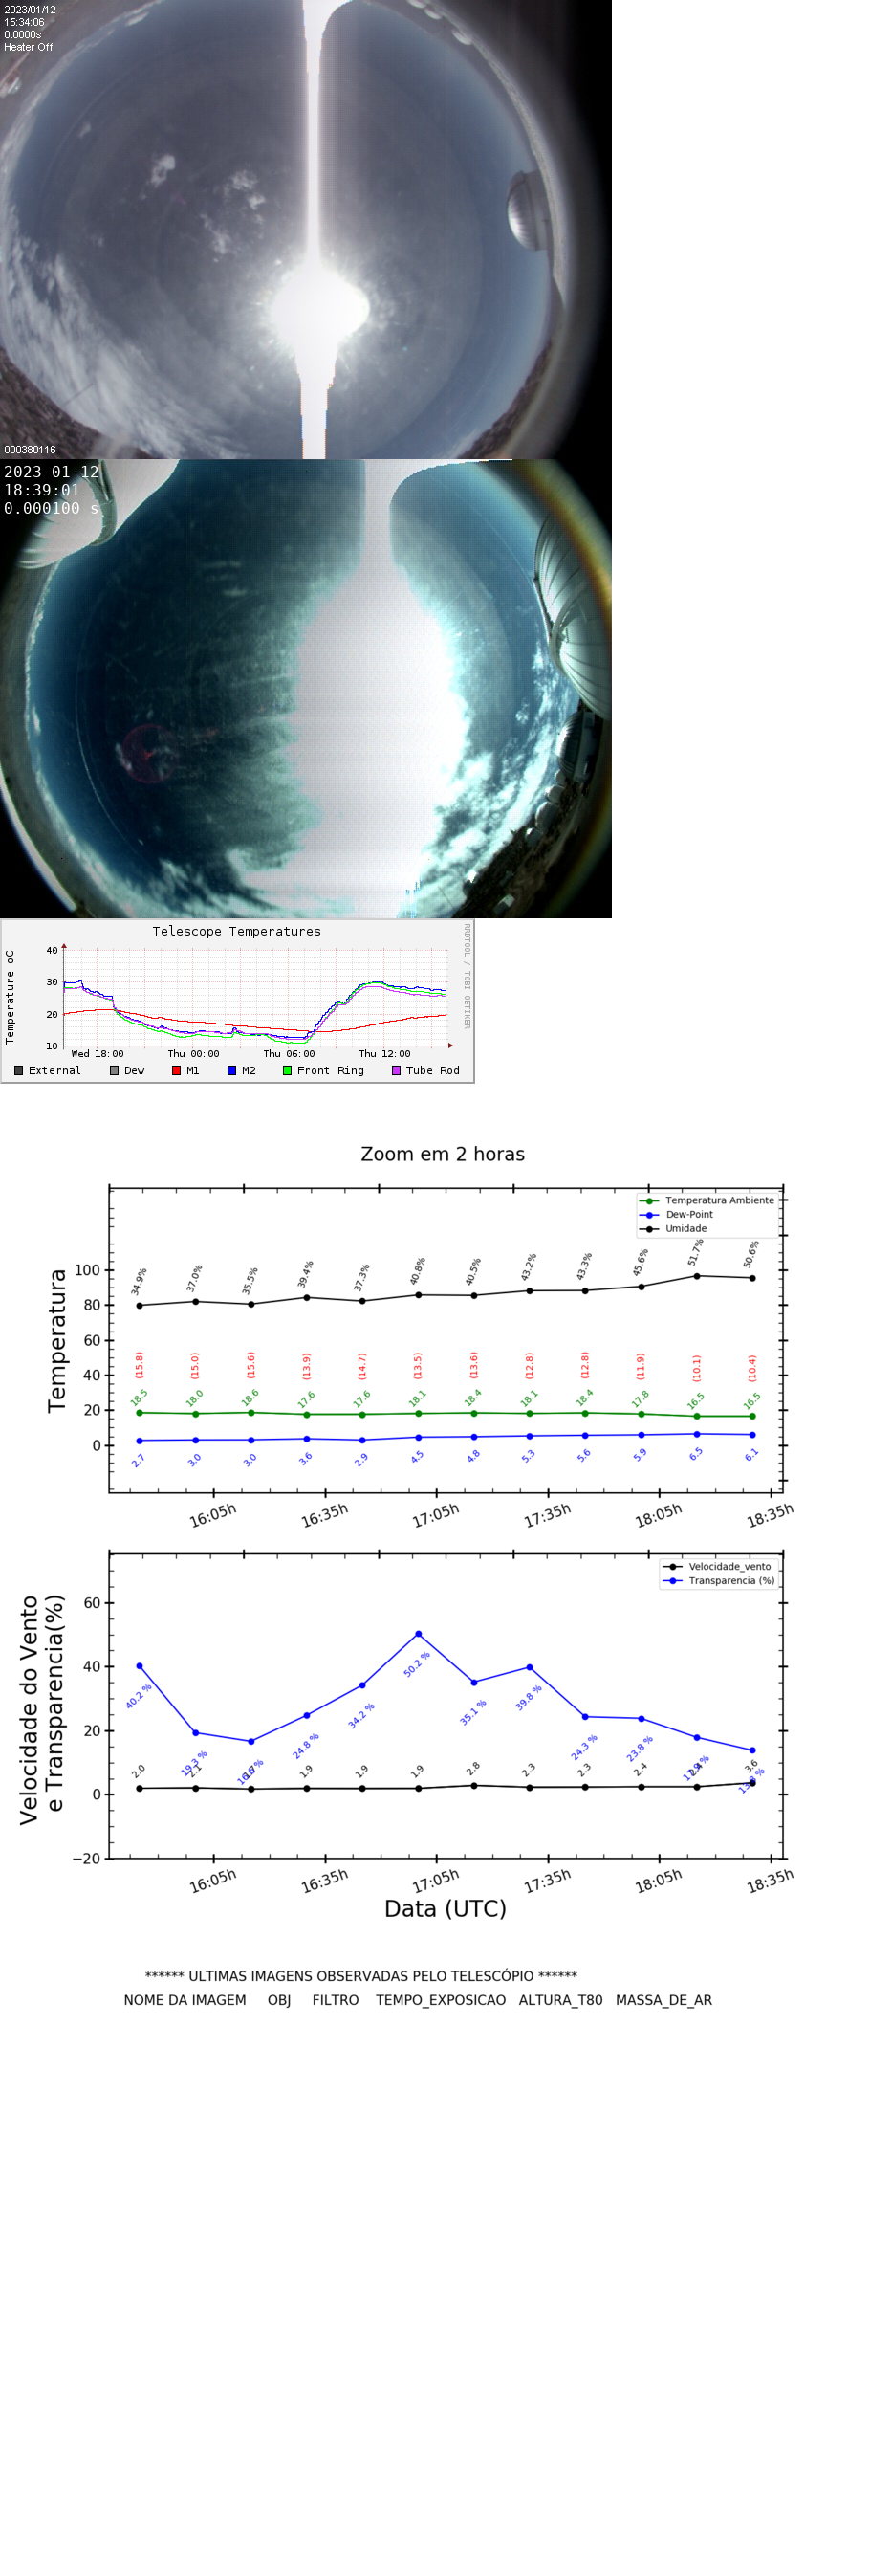 2023/01/12
15:34:06
0.0000s
Heater Off
000380116
2023-01-12
18:39:01
0.000100 s
Telescope Temperatures
RRDTOOL / TOBI OETIKER
Temperature oC
40
30
20
10
Wed 18:00 Thu 00:00 Thu 06:00 Thu 12:00
External Dew M1 M2 Front Ring Tube Rod
Zoom em 2 horas
Temperatura Ambiente
Dew-Point
Umidade
Temperatura
100
80
60
40
20
0
34.9% 37.0% 35.5% 39.4% 37.3% 40.8% 40.5% 43.2% 43.3% 45.6% 51.7% 50.6%
(15.8) (15.0) (15.6) (13.9) (14.7) (13.5) (13.6) (12.8) (12.8) (11.9) (10.1) (10.4)
18.5 18.0 18.6 17.6 17.6 18.1 18.4 18.1 18.4 17.8 16.5 16.5
2.7 3.0 3.0 3.6 2.9 4.5 4.8 5.3 5.6 5.9 6.5 6.1
16:05h 16:35h 17:05h 17:35h 18:05h 18:35h
Velocidade_vento
Transparencia (%)
Velocidade do Vento
e Transparencia(%)
60
40
20
0
−20
40.2 % 19.3 % 24.8 % 34.2 % 50.2 % 35.1 % 39.8 % 24.3 % 23.8 %
2.0 2.1 1.9 1.9 1.9 2.8 2.3 2.3 2.4 2.4 3.6
16:05h 16:35h 17:05h 17:35h 18:05h 18:35h
Data (UTC)
****** ULTIMAS IMAGENS OBSERVADAS PELO TELESCÓPIO ******
NOME DA IMAGEM OBJ FILTRO TEMPO_EXPOSICAO ALTURA_T80 MASSA_DE_AR